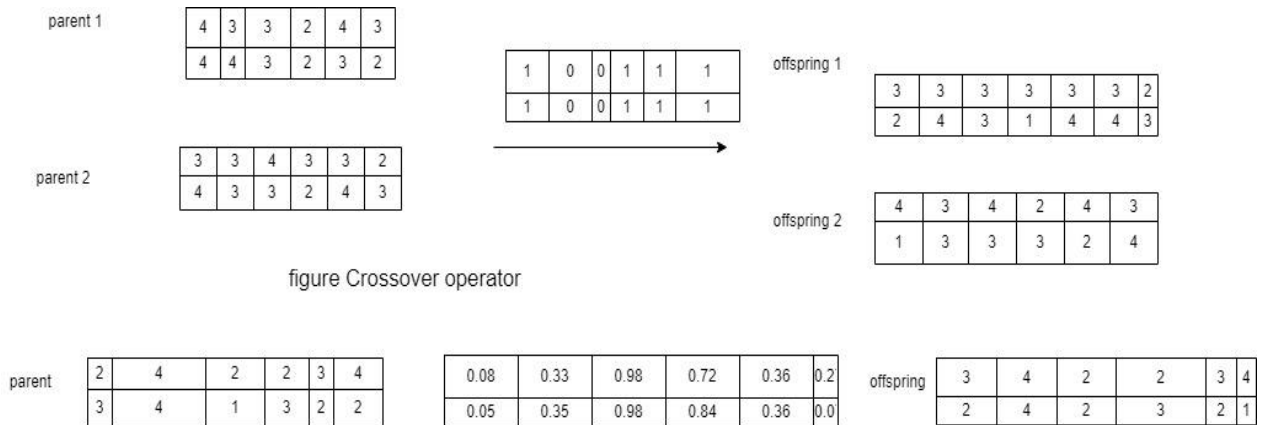 parent 1
4 3 3 2 4 3
4 4 3 2 3 2
parent 2
3 3 4 3 3 2
4 3 3 2 4 3
1 0 0 1 1 1
1 0 0 1 1 1
offspring 1
3 3 3 3 3 3 2
2 4 3 1 4 4 3
offspring 2
4 3 4 2 4 3
1 3 3 3 2 4
figure Crossover operator
parent
2 4 2 2 3 4
3 4 1 3 2 2
0.08 0.33 0.98 0.72 0.36
0.05 0.35 0.98 0.84 0.36
offspring
3 4 2 2 3 4
2 4 2 3 2 1